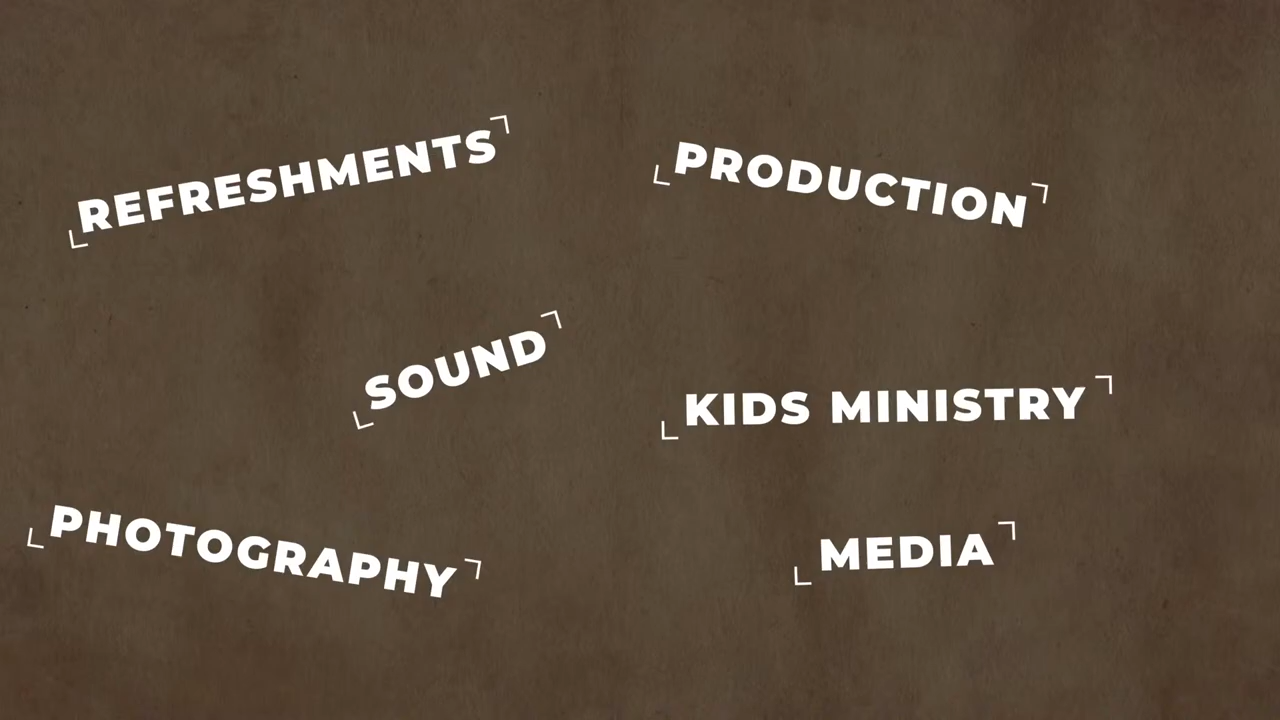 REFRESHMENTS
PRODUCTION
SOUND
KIDS MINISTRY
PHOTOGRAPHY
MEDIA